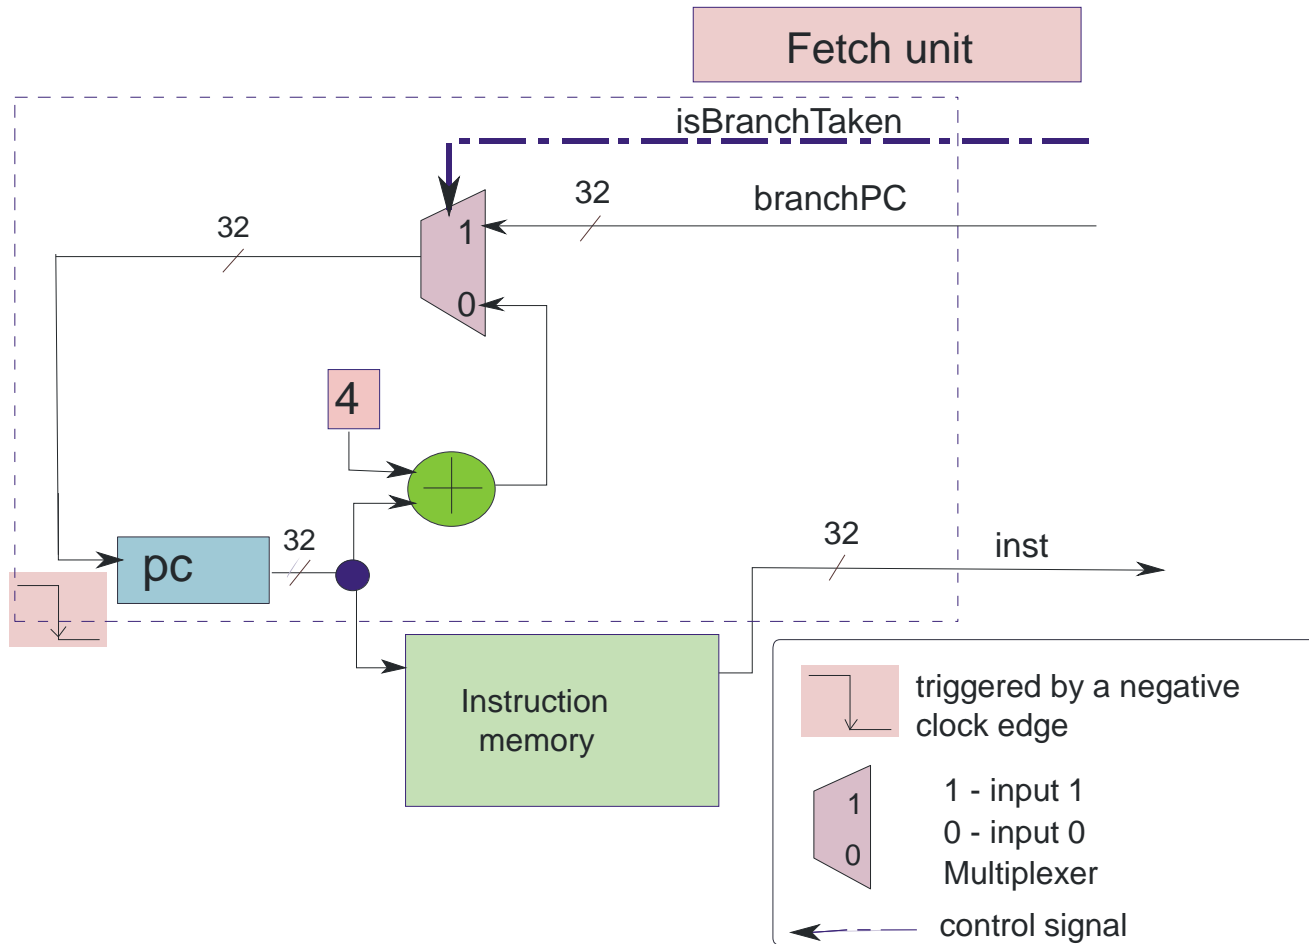 Fetch unit
isBranchTaken
32
branchPC
32
1
0
4
pc
32
32
inst
Instruction
memory
triggered by a negative
clock edge
1
0
1 - input 1
0 - input 0
Multiplexer
control signal